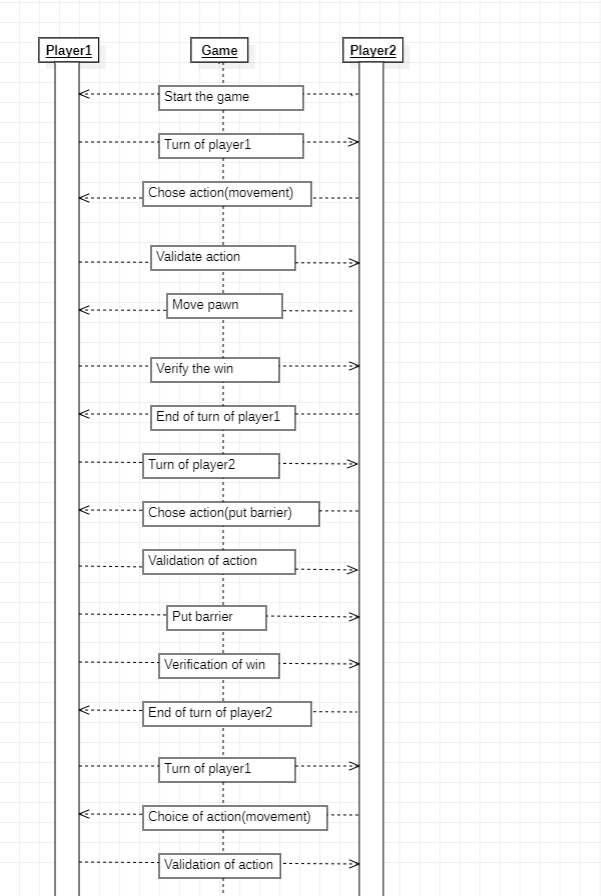 Player1
Game
Player2
Start the game
Turn of player1
Chose action(movement)
Validate action
Move pawn
Verify the win
End of turn of player1
Turn of player2
Chose action(put barrier)
Validation of action
Put barrier
Verification of win
End of turn of player2
Turn of player1
Choice of action(movement)
Validation of action